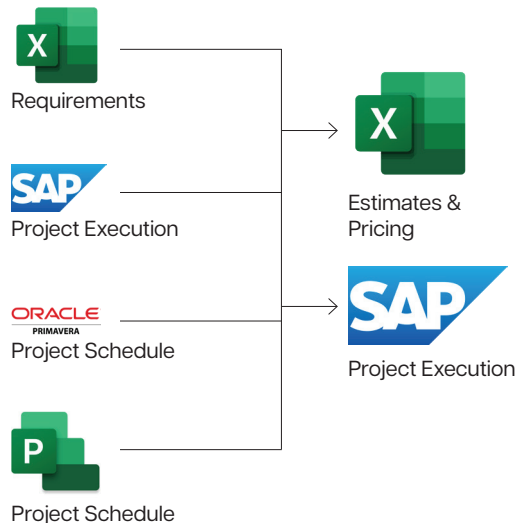 X
Requirements
SAP
Project Execution
ORACLE
PRIMAVERA
Project Schedule
P
Project Schedule
X
Estimates &
Pricing
SAP
Project Execution